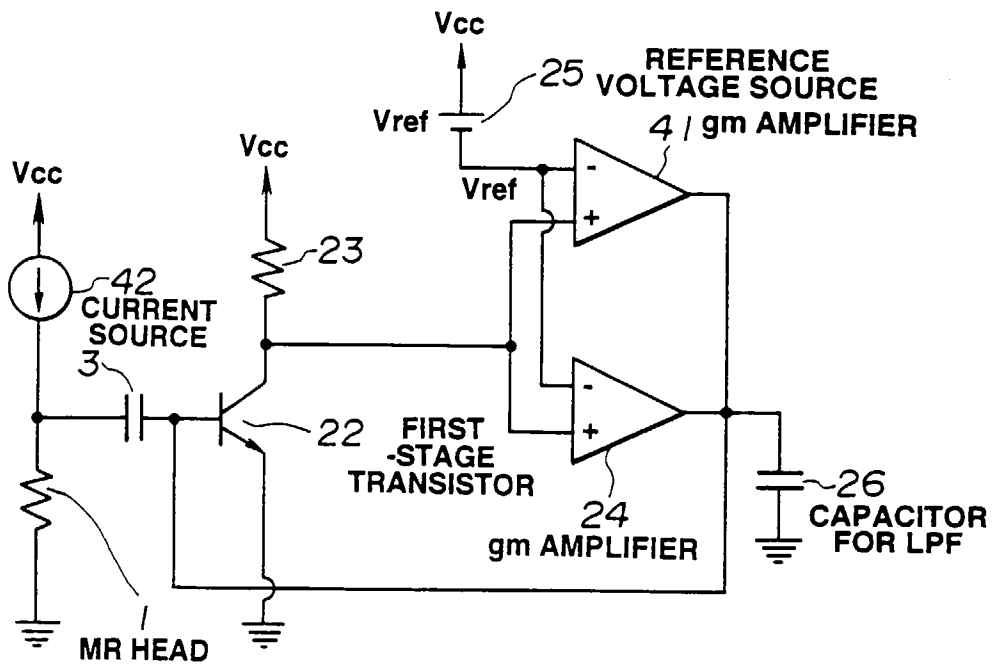 Vcc
25
REFERENCE
VOLTAGE SOURCE
Vref
41 gm AMPLIFIER
Vcc
Vcc
Vref
-
+
23
42
CURRENT
SOURCE
3
-
+
22
FIRST
-STAGE
TRANSISTOR
24
gm AMPLIFIER
26
CAPACITOR
FOR LPF
1
MR HEAD